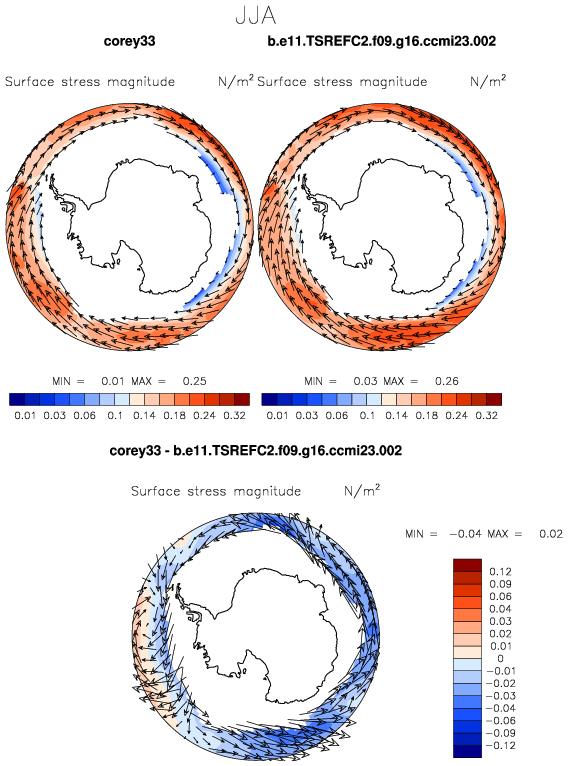 JJA
corey33
b.e11.TSREFC2.f09.g16.ccmi23.002
Surface stress magnitude N/m²
Surface stress magnitude N/m²
MIN = 0.01 MAX = 0.25
0.01 0.03 0.06 0.1 0.14 0.18 0.24 0.32
MIN = 0.03 MAX = 0.26
0.01 0.03 0.06 0.1 0.14 0.18 0.24 0.32
corey33 - b.e11.TSREFC2.f09.g16.ccmi23.002
Surface stress magnitude N/m²
MIN = -0.04 MAX = 0.02
0.12
0.09
0.06
0.04
0.03
0.02
0.01
0
-0.01
-0.02
-0.03
-0.04
-0.06
-0.09
-0.12